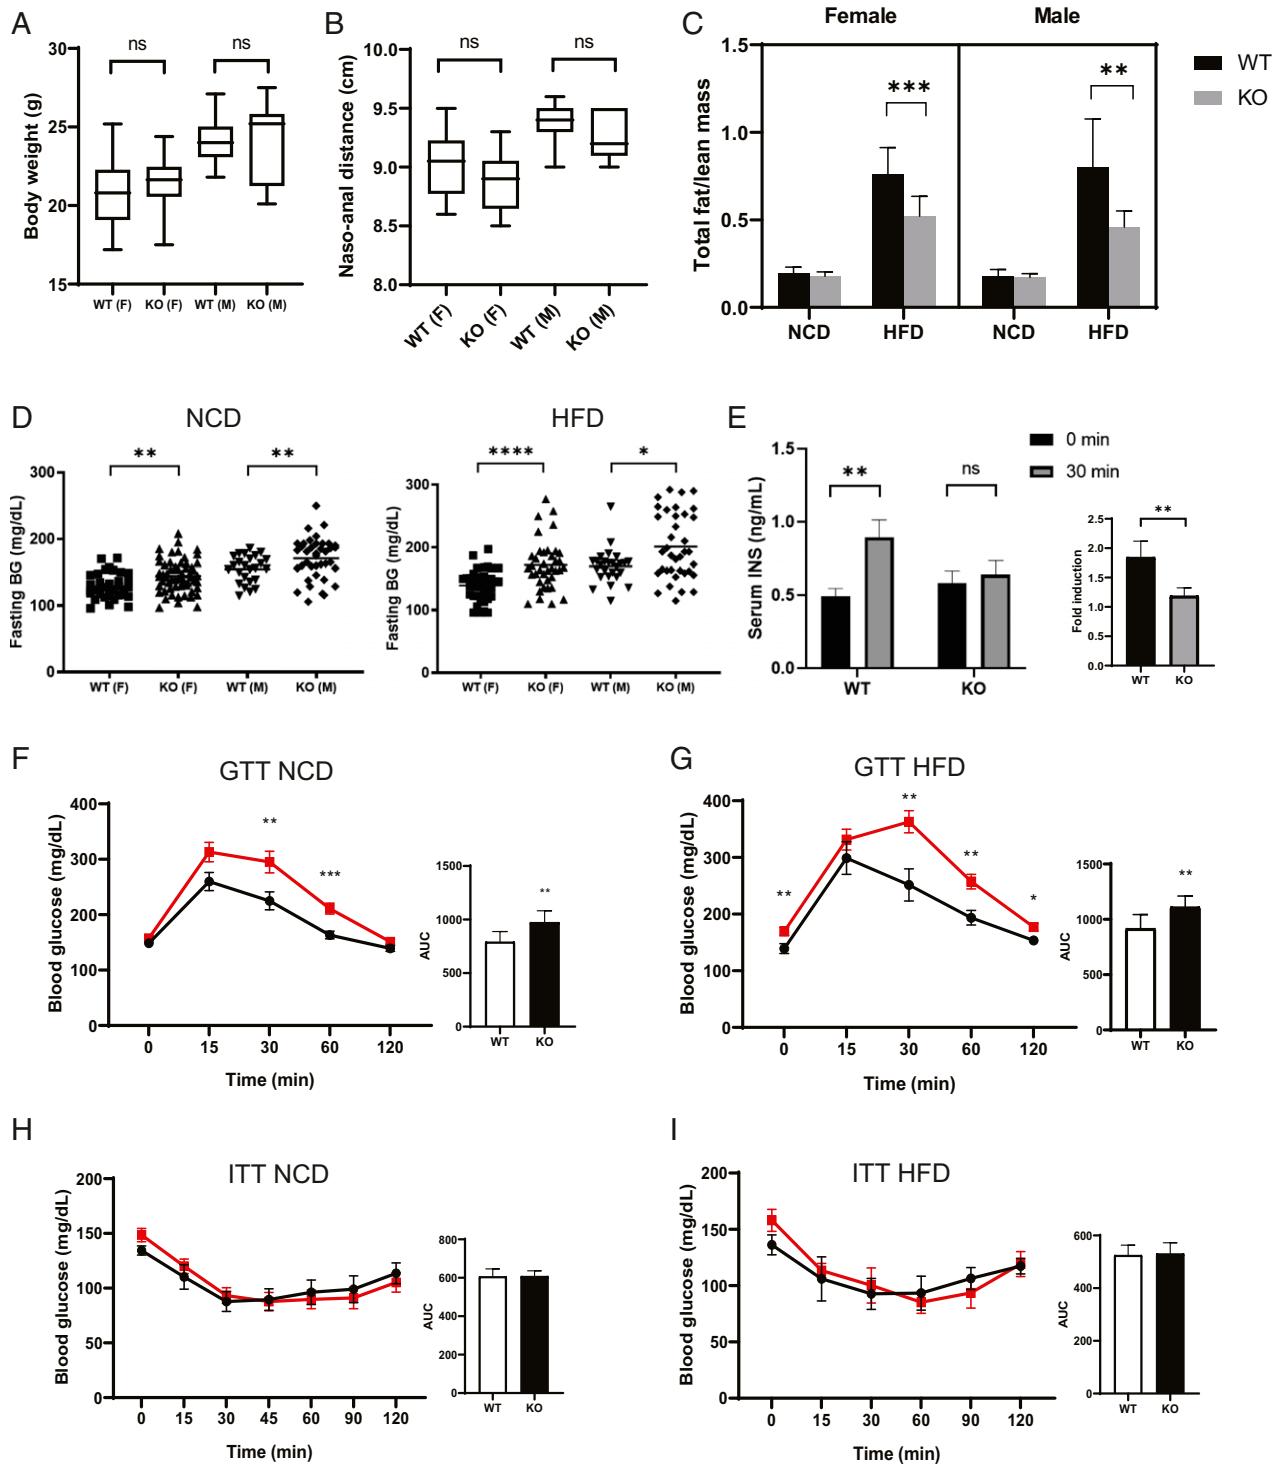 A
Body weight (g)
30
25
20
15
ns
ns
WT (F)
KO (F)
WT (M)
KO (M)
B
Naso-anal distance (cm)
10.0
9.5
9.0
8.5
8.0
ns
ns
WT (F)
KO (F)
WT (M)
KO (M)
C
Female
Male
Total fat/lean mass
1.5
1.0
0.5
0.0
***
**
NCD
HFD
NCD
HFD
WT
KO
D
NCD
Fasting BG (mg/dL)
300
200
100
0
**
**
WT (F)
KO (F)
WT (M)
KO (M)
HFD
Fasting BG (mg/dL)
300
200
100
0
****
*
WT (F)
KO (F)
WT (M)
KO (M)
E
0 min
30 min
Serum INS (ng/mL)
1.5
1.0
0.5
0.0
**
ns
WT
KO
Fold induction
2.5
2.0
1.5
1.0
0.5
0.0
**
WT
KO
F
GTT NCD
Blood glucose (mg/dL)
400
300
200
100
0
**
***
0
15
30
60
120
Time (min)
AUC
1500
1000
500
0
**
WT
KO
G
GTT HFD
Blood glucose (mg/dL)
400
300
200
100
0
**
**
**
*
0
15
30
60
120
Time (min)
AUC
1500
1000
500
0
**
WT
KO
H
ITT NCD
Blood glucose (mg/dL)
200
150
100
50
0
0
15
30
45
60
90
120
Time (min)
AUC
800
600
400
200
0
WT
KO
I
ITT HFD
Blood glucose (mg/dL)
200
150
100
50
0
0
15
30
60
90
120
Time (min)
AUC
600
400
200
0
WT
KO